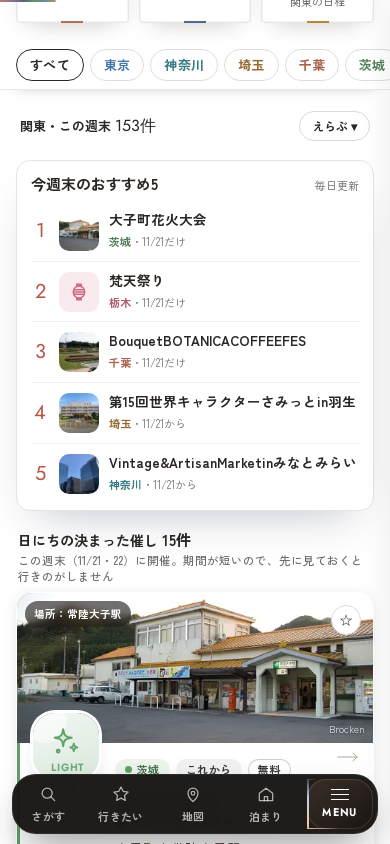 関東の日程
すべて
東京
神奈川
埼玉
千葉
茨城
関東・この週末 153件
えらぶ ▾
今週末のおすすめ5
毎日更新
1
大子町花火大会
茨城・11/21だけ
2
梵天祭り
栃木・11/21だけ
3
BouquetBOTANICACOFFEEFES
千葉・11/21だけ
4
第15回世界キャラクターさみっとin羽生
埼玉・11/21から
5
Vintage&ArtisanMarketinみなとみらい
神奈川・11/21から
日にちの決まった催し 15件
この週末（11/21・22）に開催。期間が短いので、先に見ておくと
行きのがしません
場所：常陸大子駅
☆
Brocken
LIGHT
茨城
これから
無料
さがす
行きたい
地図
泊まり
MENU